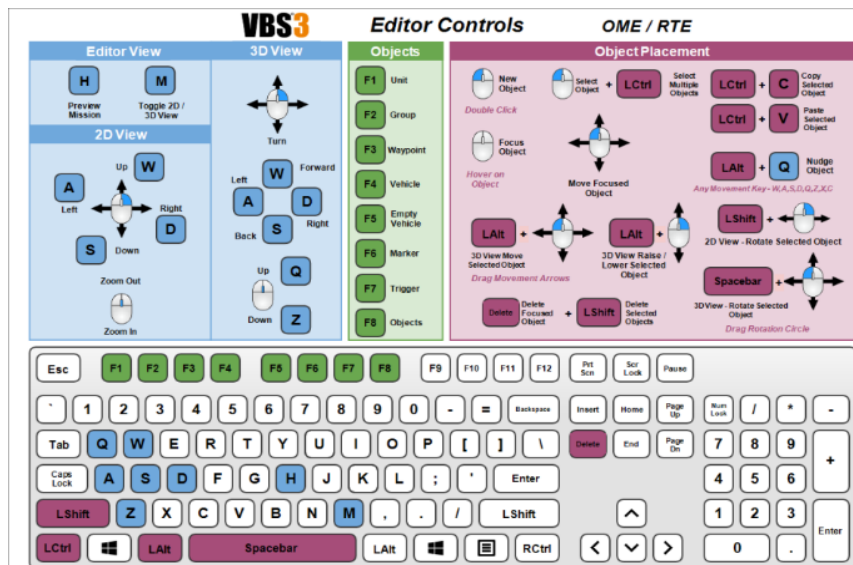 VBS3 Editor Controls OME / RTE
Editor View
H M
Preview Mission
Toggle 2D / 3D View
2D View
Up W
A
Left
Right
D
S
Down
Zoom Out
Zoom In
3D View
Turn
Left W Forward
A D
Back S Right
Up Q
Down Z
Objects
F1 Unit
F2 Group
F3 Waypoint
F4 Vehicle
F5 Empty Vehicle
F6 Marker
F7 Trigger
F8 Objects
Object Placement
New Object
Double Click
Select Object + LCtrl Select Multiple Objects
LCtrl + C Copy Selected Object
LCtrl + V Paste Selected Object
Focus Object
Hover on Object
Move Focused Object
LAlt + Q Nudge Object
Any Movement Key - W,A,S,D,Q,Z,X,C
LAlt +
3D View Move Selected Object
Drag Movement Arrows
LAlt +
3D View Raise / Lower Selected Object
LShift +
2D View - Rotate Selected Object
Spacebar +
3D View - Rotate Selected Object
Drag Rotation Circle
Delete Delete Focused Object + LShift Delete Selected Objects
Esc F1 F2 F3 F4 F5 F6 F7 F8 F9 F10 F11 F12 Prt Scn Scr Lock Pause
` 1 2 3 4 5 6 7 8 9 0 - = Backspace Insert Home Page Up Num Lock / * -
Tab Q W E R T Y U I O P [ ] \ Delete End Page Dn 7 8 9 +
Caps Lock A S D F G H J K L ; ' Enter 4 5 6
LShift Z X C V B N M , . / LShift 1 2 3 Enter
LCtrl LAlt Spacebar LAlt RCtrl 0 .